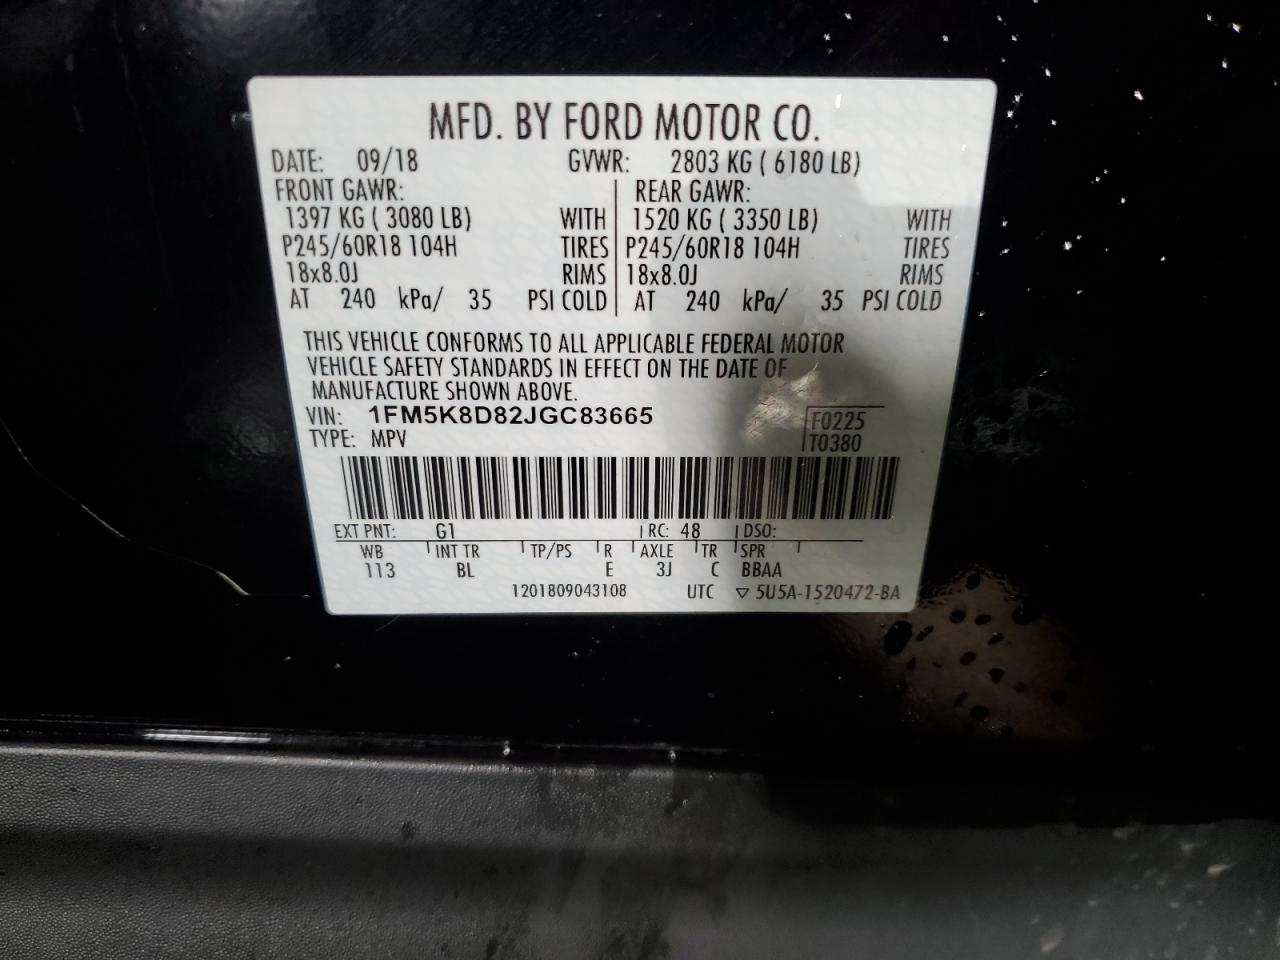 MFD. BY FORD MOTOR CO.
DATE: 09/18 GVWR: 2803 KG ( 6180 LB)
FRONT GAWR: REAR GAWR:
1397 KG ( 3080 LB) WITH 1520 KG ( 3350 LB) WITH
P245/60R18 104H TIRES P245/60R18 104H TIRES
18x8.0J RIMS 18x8.0J RIMS
AT 240 kPa/ 35 PSI COLD AT 240 kPa/ 35 PSI COLD
THIS VEHICLE CONFORMS TO ALL APPLICABLE FEDERAL MOTOR
VEHICLE SAFETY STANDARDS IN EFFECT ON THE DATE OF
MANUFACTURE SHOWN ABOVE.
VIN: 1FM5K8D82JGC83665 F0225
TYPE: MPV T0380
EXT PNT: G1 RC: 48 DSO:
WB INT TR TP/PS R AXLE TR SPR
113 BL E 3J C BBAA
1201809043108 UTC ▽ 5U5A-1520472-BA